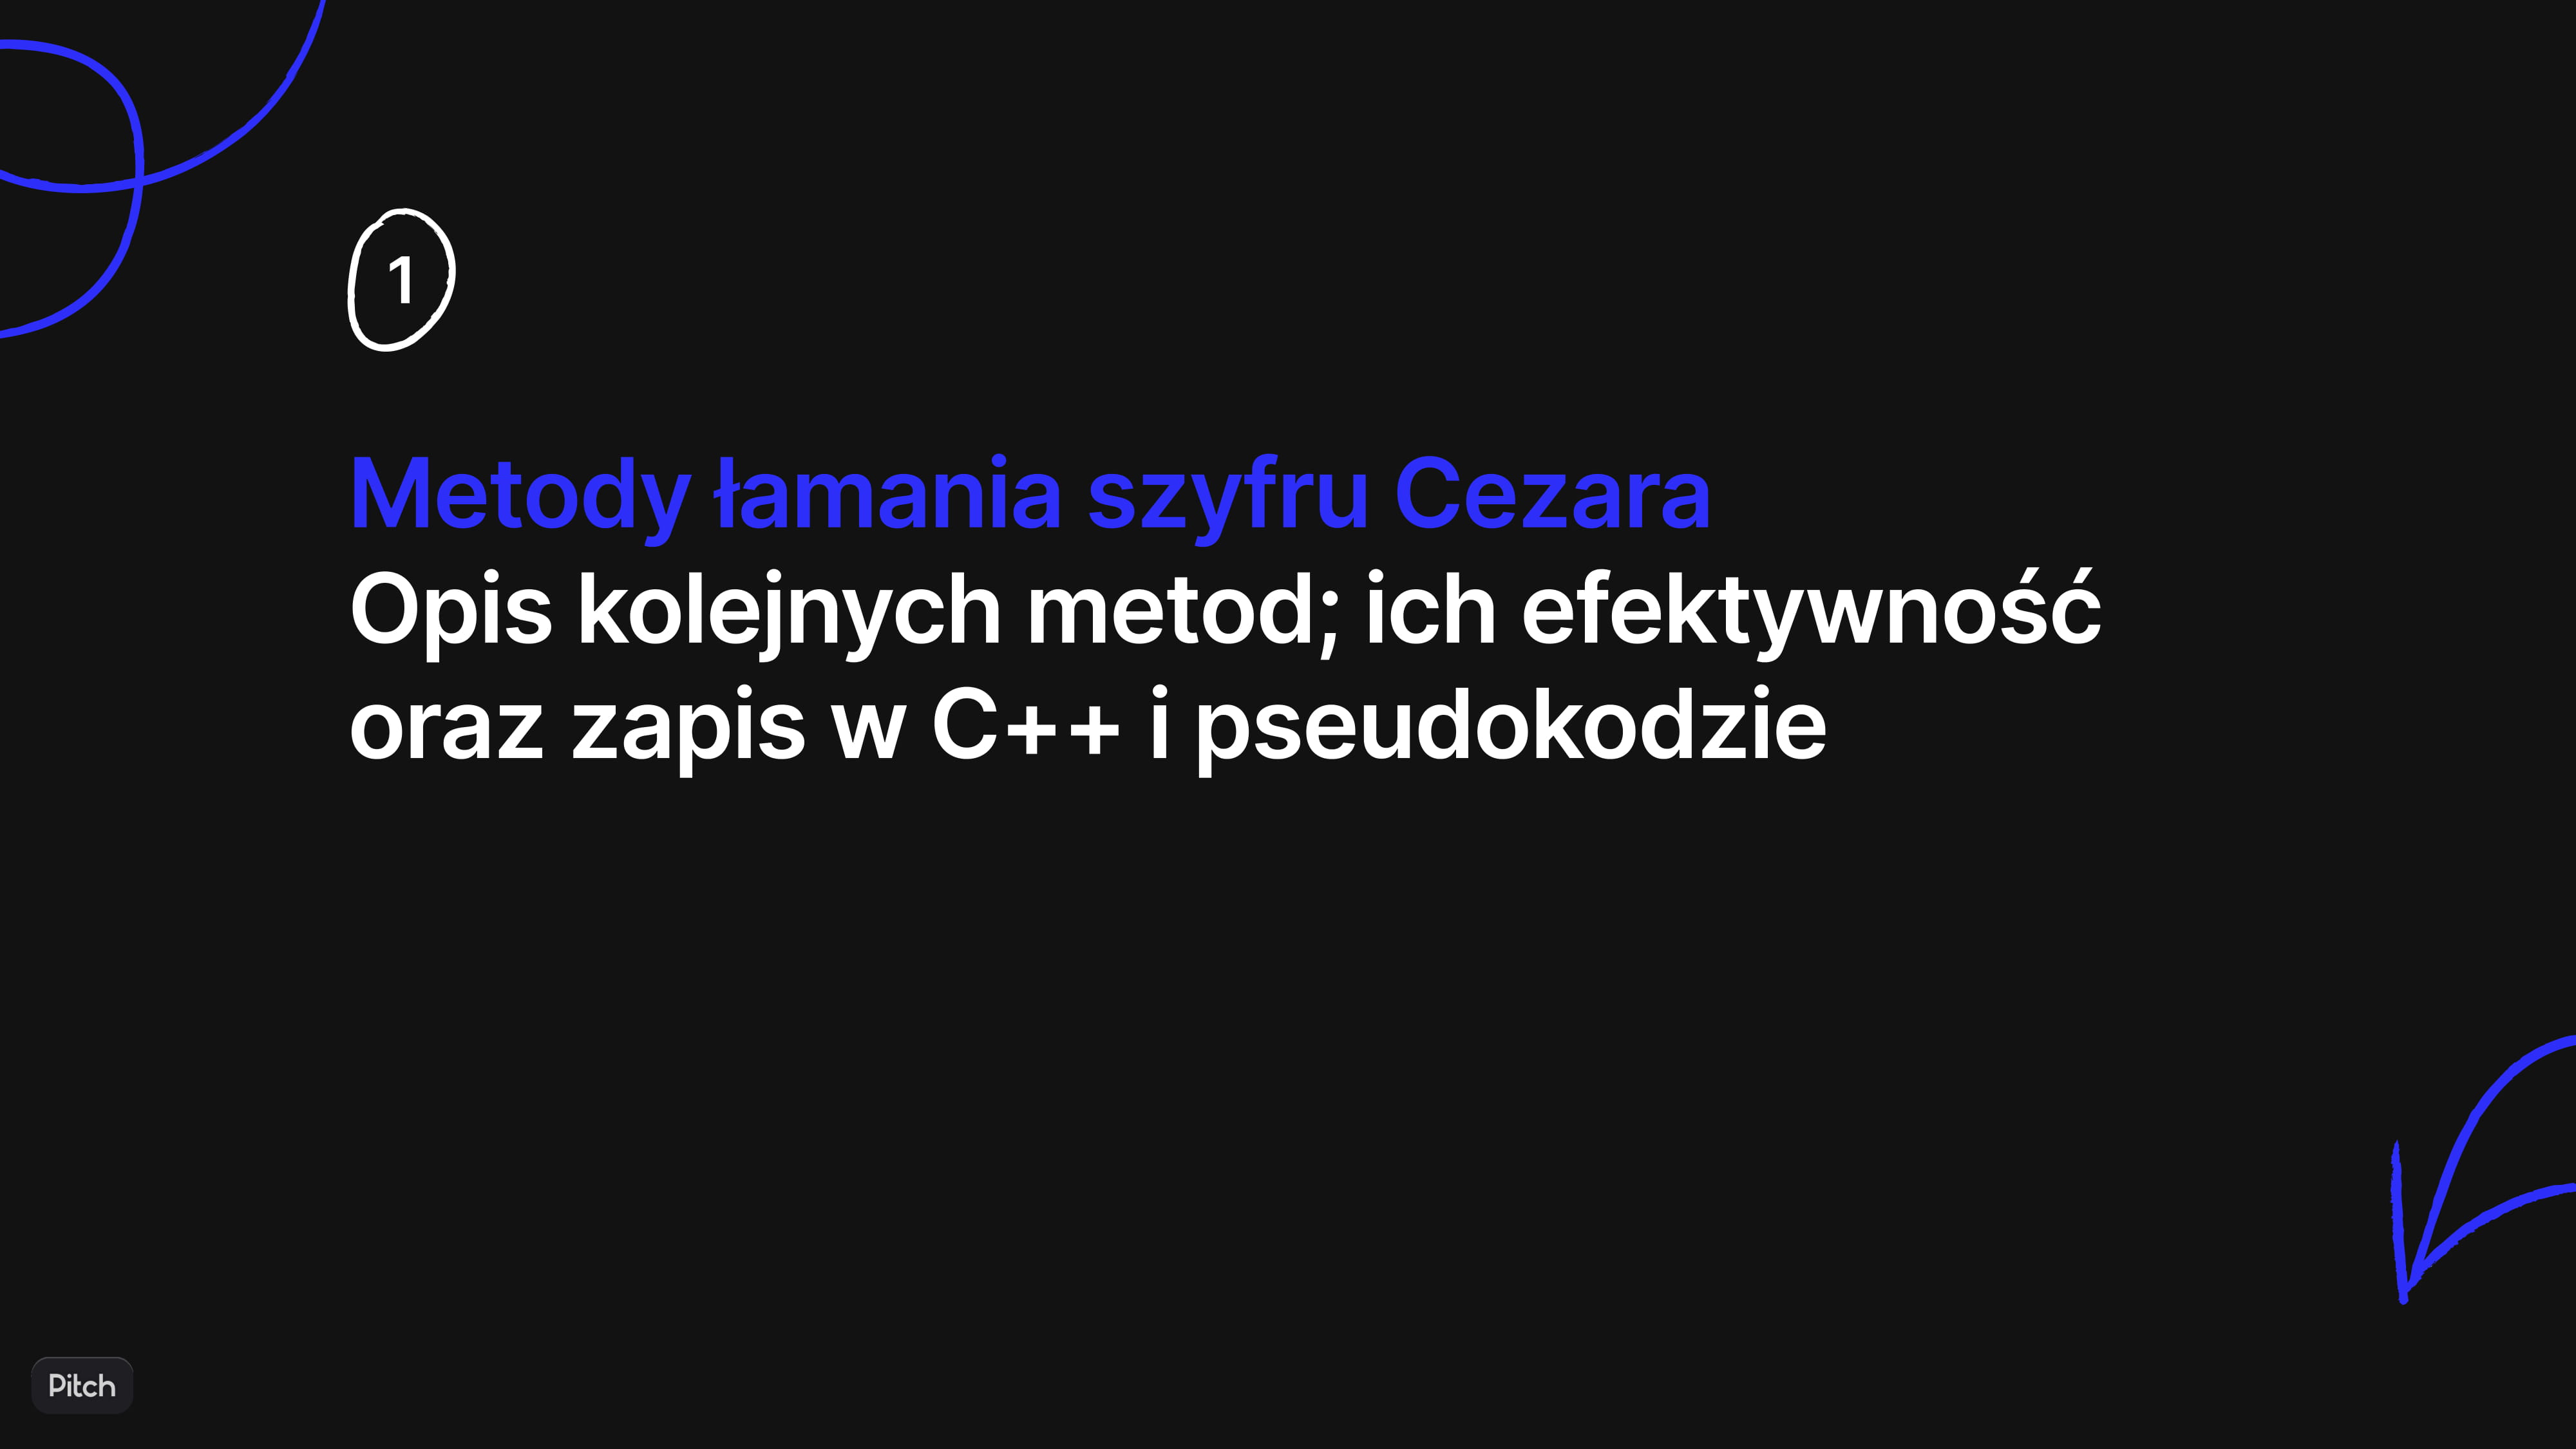 1
Metody łamania szyfru Cezara
Opis kolejnych metod; ich efektywność
oraz zapis w C++ i pseudokodzie
Pitch